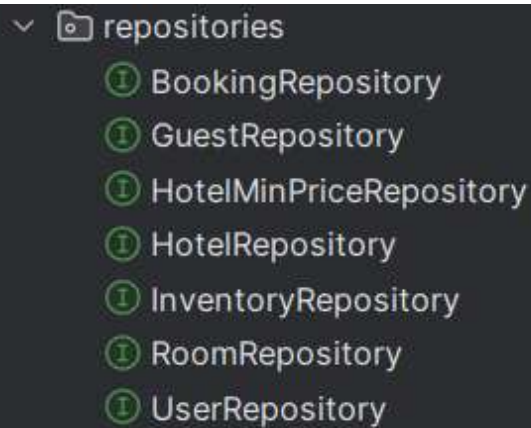 repositories
BookingRepository
GuestRepository
HotelMinPriceRepository
HotelRepository
InventoryRepository
RoomRepository
UserRepository